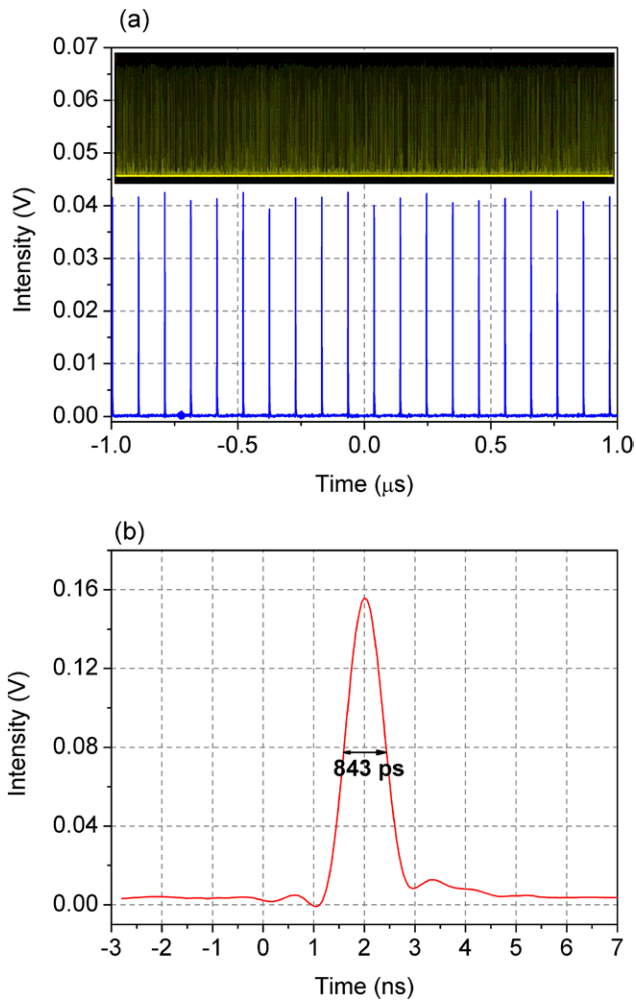 (a)
0.07
0.06
0.05
0.04
0.03
0.02
0.01
0.00
Intensity (V)
-1.0 -0.5 0.0 0.5 1.0
Time (μs)
(b)
0.16
0.12
0.08
0.04
0.00
Intensity (V)
843 ps
-3 -2 -1 0 1 2 3 4 5 6 7
Time (ns)